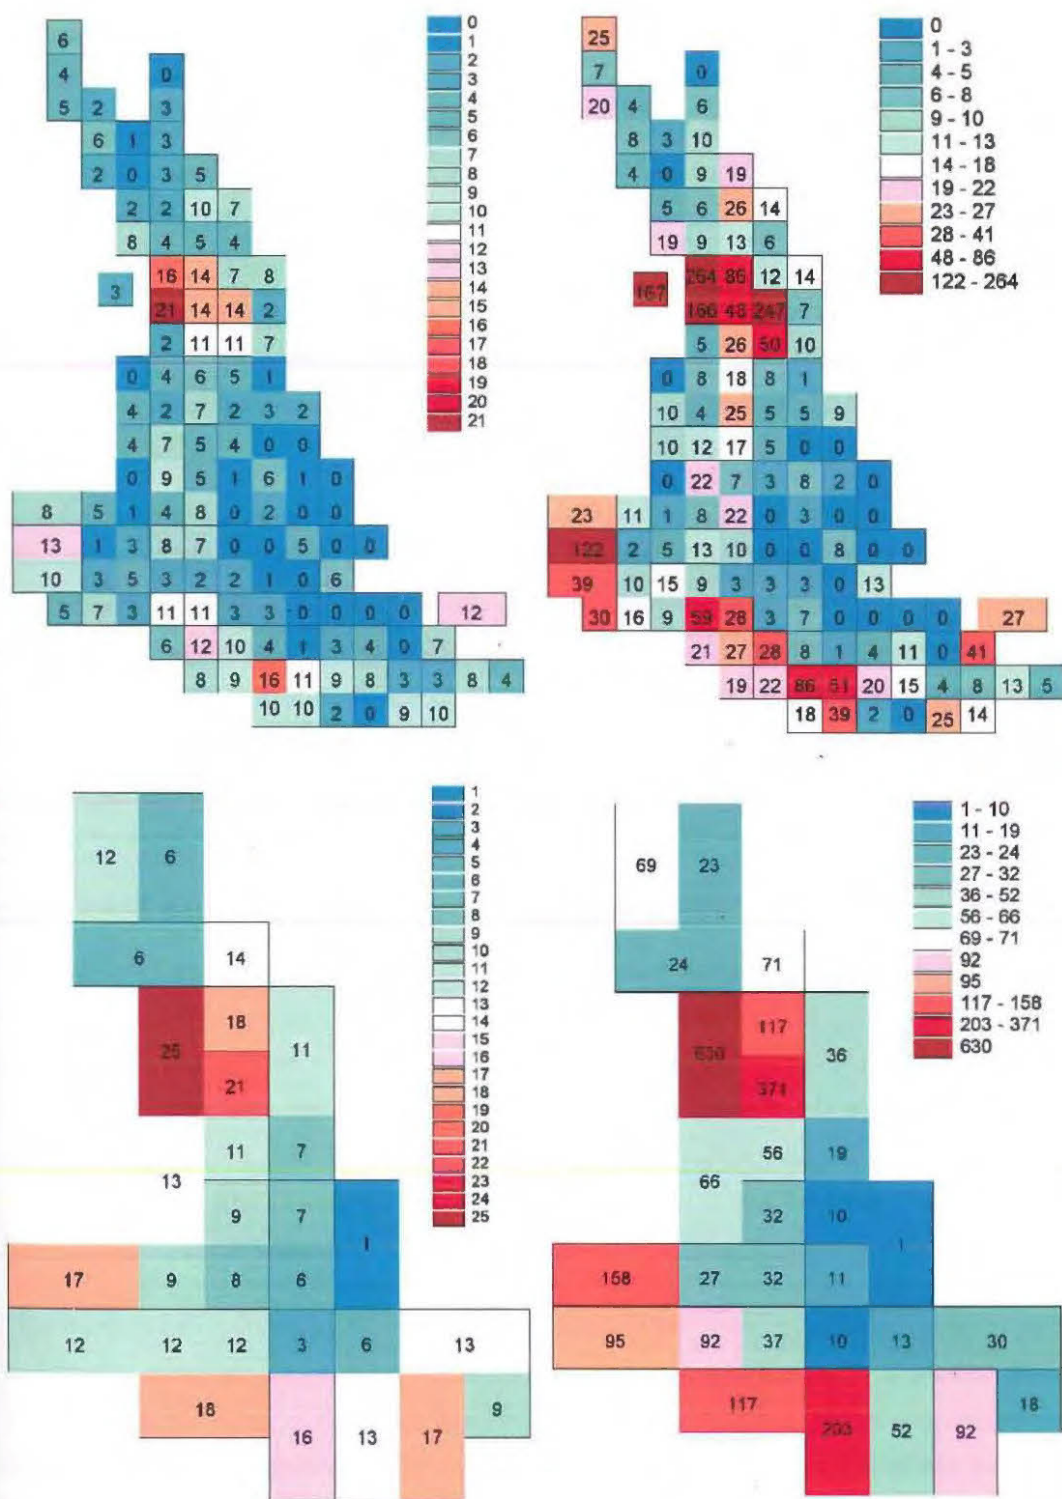 6
4 0
5 2 3
6 1 3
2 0 3 5
2 2 10 7
8 4 5 4
16 14 7 8
3
21 14 14 2
2 11 11 7
0 4 6 5 1
4 2 7 2 3 2
4 7 5 4 0 0
0 9 5 1 6 1 0
8 5 1 4 8 0 2 0 0
13 1 3 8 7 0 0 5 0 0
10 3 5 3 2 2 1 0 6
5 7 3 11 11 3 3 0 0 0 0 12
6 12 10 4 1 3 4 0 7
8 9 16 11 9 8 3 3 8 4
10 10 2 0 9 10
0
1
2
3
4
5
6
7
8
9
10
11
12
13
14
15
16
17
18
19
20
21
25
7 0
20 4 6
8 3 10
4 0 9 19
5 6 26 14
19 9 13 6
264 86 12 14
167
166 48 247 7
5 26 50 10
0 8 18 8 1
10 4 25 5 5 9
10 12 17 5 0 0
0 22 7 3 8 2 0
23 11 1 8 22 0 3 0 0
122 2 5 13 10 0 0 8 0 0
39 10 15 9 3 3 3 0 13
30 16 9 59 28 3 7 0 0 0 0 27
21 27 28 8 1 4 11 0 41
19 22 86 51 20 15 4 8 13 5
18 39 2 0 25 14
0
1 - 3
4 - 5
6 - 8
9 - 10
11 - 13
14 - 18
19 - 22
23 - 27
28 - 41
48 - 86
122 - 264
12 6
6 14
18
25 11
21
11 7
13
9 7
1
17 9 8 6
12 12 12 3 6 13
18 9
16 13 17
1
2
3
4
5
6
7
8
9
10
11
12
13
14
15
16
17
18
19
20
21
22
23
24
25
69 23
24 71
117
630 36
371
56 19
66
32 10
1
158 27 32 11
95 92 37 10 13 30
117 18
203 52 92
1 - 10
11 - 19
23 - 24
27 - 32
36 - 52
56 - 66
69 - 71
92
95
117 - 158
203 - 371
630